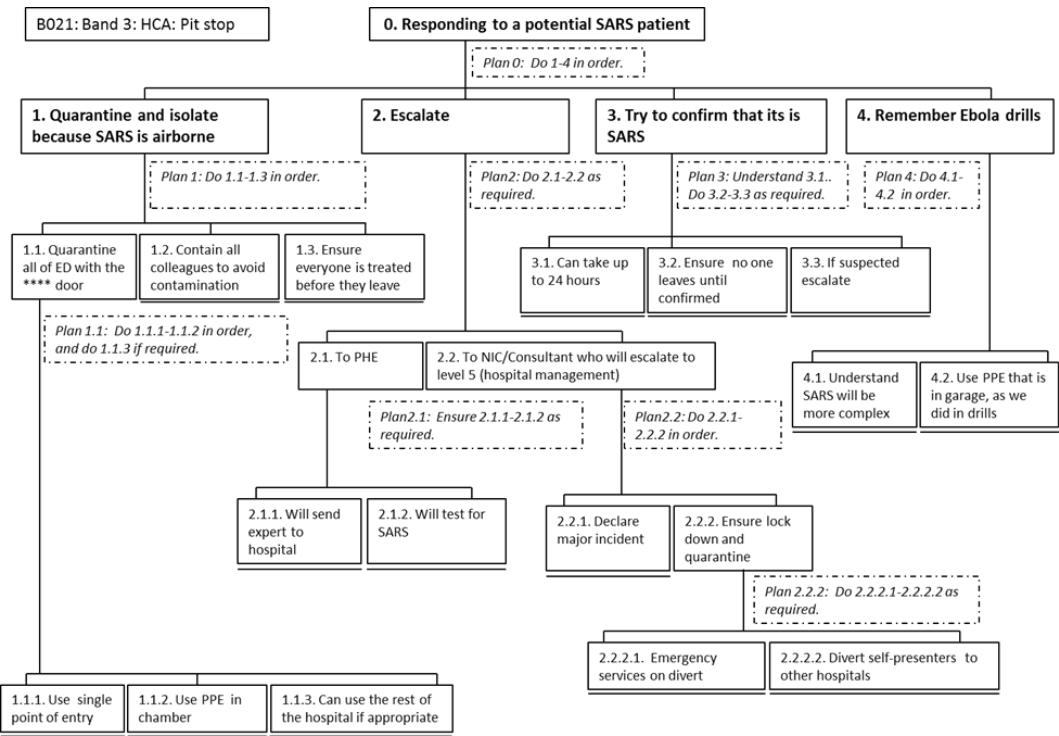 B021: Band 3: HCA: Pit stop
0. Responding to a potential SARS patient
Plan 0: Do 1-4 in order.
1. Quarantine and isolate
because SARS is airborne
2. Escalate
3. Try to confirm that its is
SARS
4. Remember Ebola drills
Plan 1: Do 1.1-1.3 in order.
Plan2: Do 2.1-2.2 as
required.
Plan 3: Understand 3.1..
Do 3.2-3.3 as required.
Plan 4: Do 4.1-
4.2 in order.
1.1. Quarantine
all of ED with the
**** door
1.2. Contain all
colleagues to avoid
contamination
1.3. Ensure
everyone is treated
before they leave
3.1. Can take up
to 24 hours
3.2. Ensure no one
leaves until
confirmed
3.3. If suspected
escalate
Plan 1.1: Do 1.1.1-1.1.2 in order,
and do 1.1.3 if required.
2.1. To PHE
2.2. To NIC/Consultant who will escalate to
level 5 (hospital management)
4.1. Understand
SARS will be
more complex
4.2. Use PPE that is
in garage, as we
did in drills
Plan2.1: Ensure 2.1.1-2.1.2 as
required.
Plan2.2: Do 2.2.1-
2.2.2 in order.
2.1.1. Will send
expert to
hospital
2.1.2. Will test for
SARS
2.2.1. Declare
major incident
2.2.2. Ensure lock
down and
quarantine
Plan 2.2.2: Do 2.2.2.1-2.2.2.2 as
required.
2.2.2.1. Emergency
services on divert
2.2.2.2. Divert self-presenters to
other hospitals
1.1.1. Use single
point of entry
1.1.2. Use PPE in
chamber
1.1.3. Can use the rest of
the hospital if appropriate